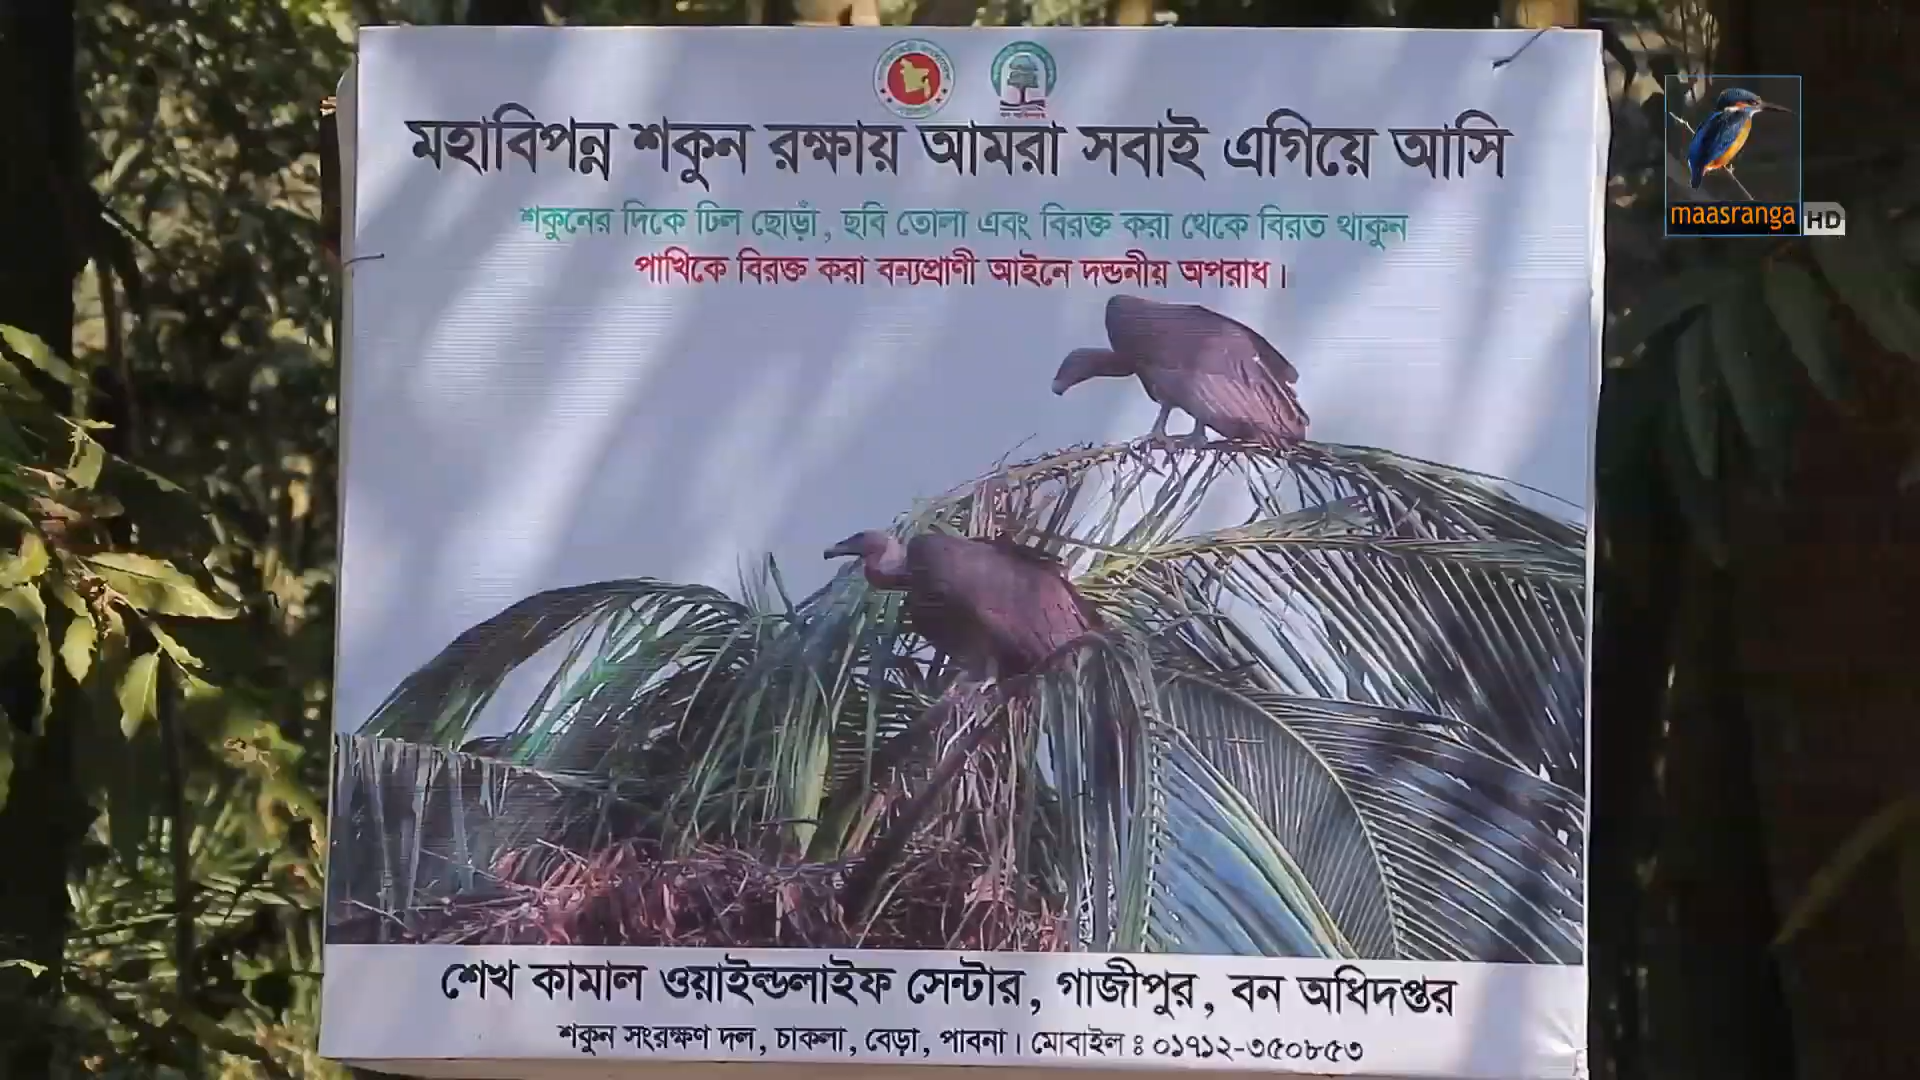 মহাবিপন্ন শকুন রক্ষায় আমরা সবাই এগিয়ে আসি
শকুনের দিকে ঢিল ছোড়াঁ, ছবি তোলা এবং বিরক্ত করা থেকে বিরত থাকুন
পাখিকে বিরক্ত করা বন্যপ্রাণী আইনে দন্ডনীয় অপরাধ।
maasranga HD
শেখ কামাল ওয়াইল্ডলাইফ সেন্টার, গাজীপুর, বন অধিদপ্তর
শকুন সংরক্ষণ দল, চাকলা, বেড়া, পাবনা। মোবাইল ঃ ০১৭১২-৩৫০৮৫৩